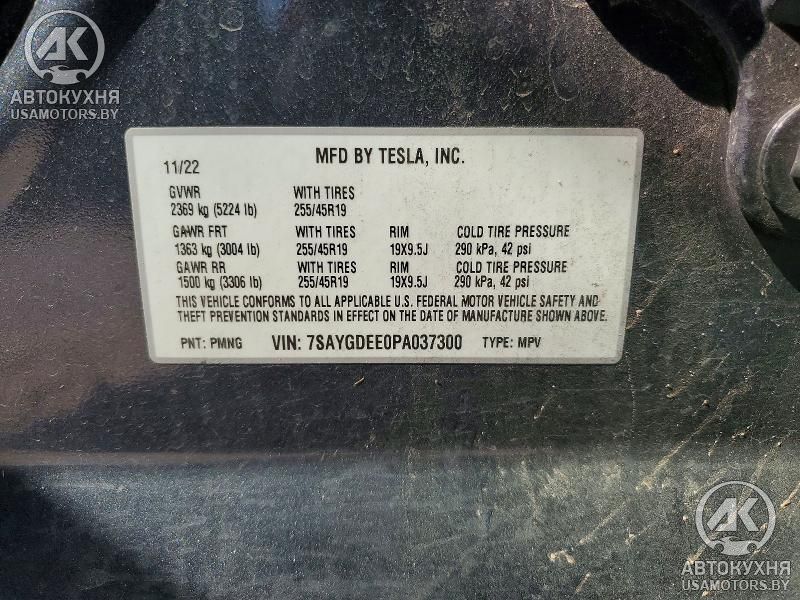 АК
АВТОКУХНЯ
USAMOTORS.BY
11/22 MFD BY TESLA, INC.
GVWR WITH TIRES
2369 kg (5224 lb) 255/45R19
GAWR FRT WITH TIRES RIM COLD TIRE PRESSURE
1363 kg (3004 lb) 255/45R19 19X9.5J 290 kPa, 42 psi
GAWR RR WITH TIRES RIM COLD TIRE PRESSURE
1500 kg (3306 lb) 255/45R19 19X9.5J 290 kPa, 42 psi
THIS VEHICLE CONFORMS TO ALL APPLICABLE U.S. FEDERAL MOTOR VEHICLE SAFETY AND
THEFT PREVENTION STANDARDS IN EFFECT ON THE DATE OF MANUFACTURE SHOWN ABOVE.
PNT: PMNG VIN: 7SAYGDEE0PA037300 TYPE: MPV
АК
АВТОКУХНЯ
USAMOTORS.BY